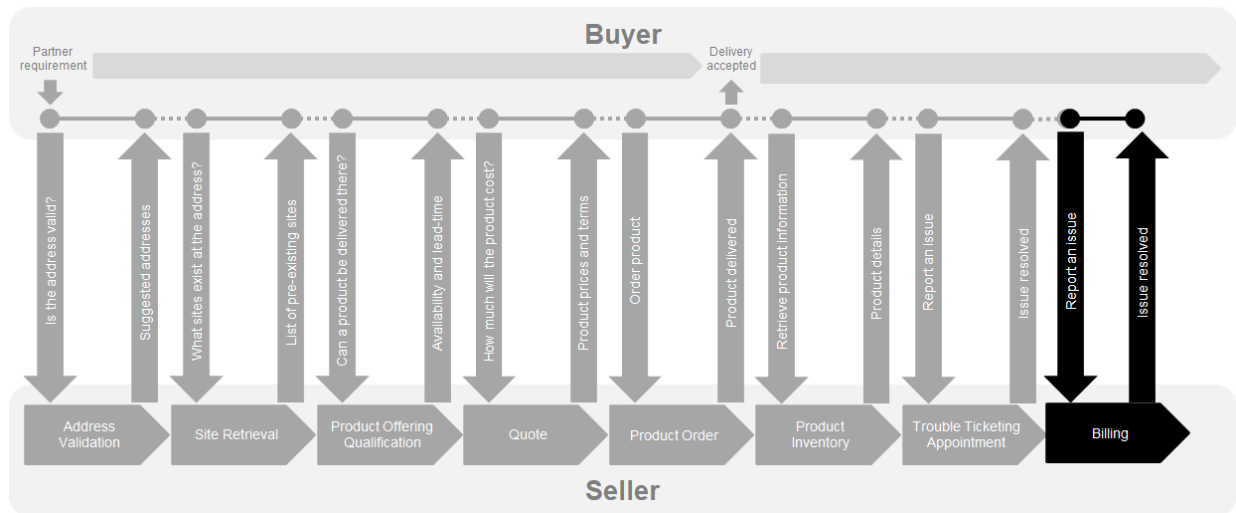 Buyer
Partner
requirement
Delivery
accepted
Is the address valid?
Suggested addresses
What sites exist at the address?
List of pre-existing sites
Can a product be delivered there?
Availability and lead-time
How much will the product cost?
Product prices and terms
Order product
Product delivered
Retrieve product information
Product details
Report an issue
Issue resolved
Report an issue
Issue resolved
Address
Validation
Site Retrieval
Product Offering
Qualification
Quote
Product Order
Product
Inventory
Trouble Ticketing
Appointment
Billing
Seller